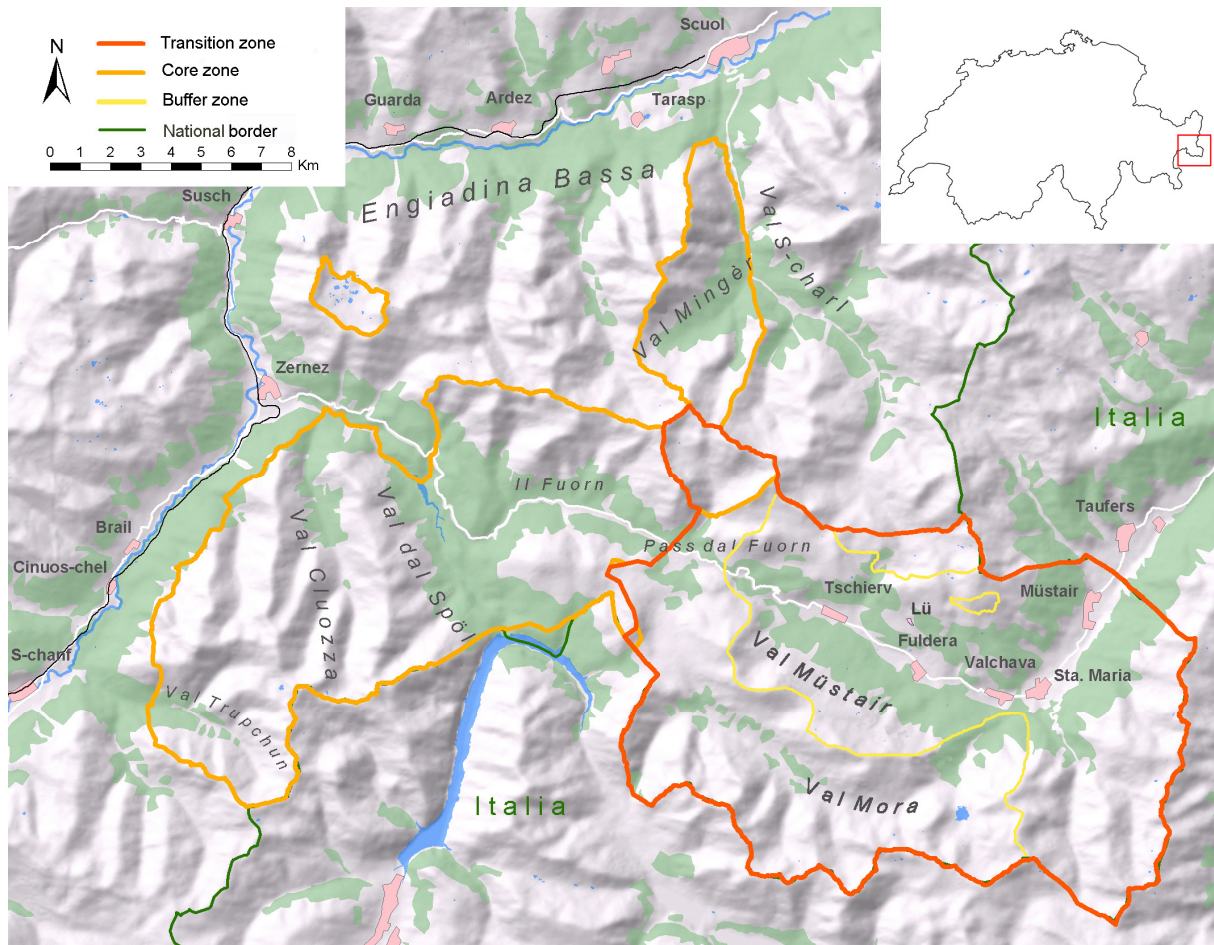 N
Transition zone
Core zone
Buffer zone
National border
0 1 2 3 4 5 6 7 8 Km
Scuol
Guarda
Ardez
Tarasp
Susch
Engiadina Bassa
Val S-charl
Val Mingèr
Zernez
Italia
Il Fuorn
Taufers
Brail
Val Cluozza
Val dal Spöl
Pass dal Fuorn
Cinuos-chel
Tschierv
Lü
Müstair
Fuldera
S-chanf
Val Müstair
Valchava
Sta. Maria
Val Trupchun
Italia
Val Mora